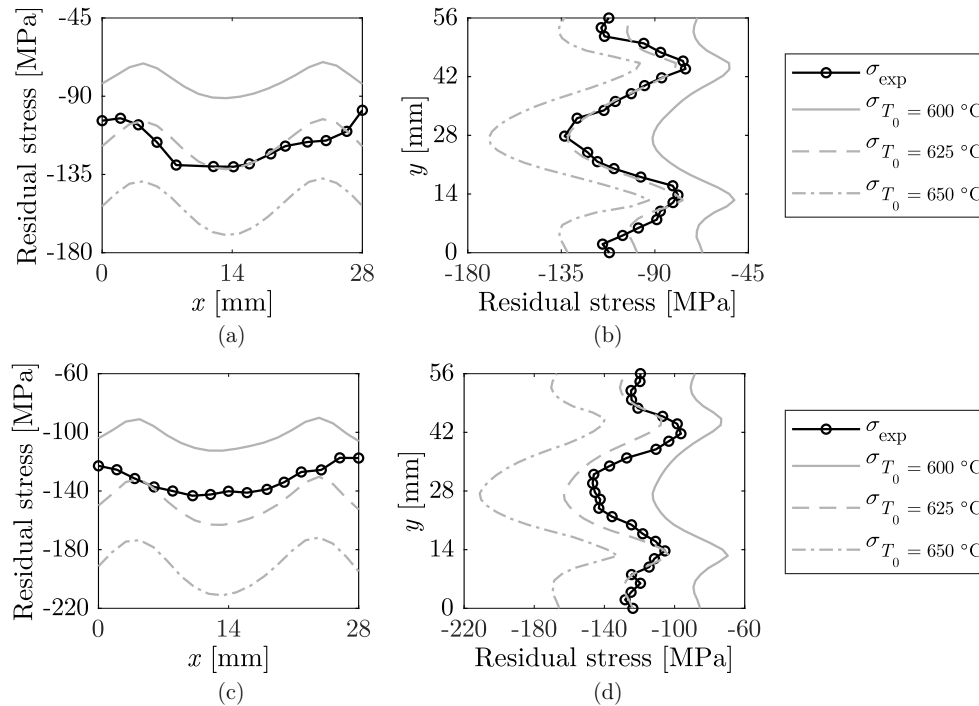 -45
-90
-135
-180
Residual stress [MPa]
0
14
28
x [mm]
(a)
56
42
28
14
0
y [mm]
-180
-135
-90
-45
Residual stress [MPa]
(b)
σexp
σT0 = 600 °C
σT0 = 625 °C
σT0 = 650 °C
-60
-100
-140
-180
-220
Residual stress [MPa]
0
14
28
x [mm]
(c)
56
42
28
14
0
y [mm]
-220
-180
-140
-100
-60
Residual stress [MPa]
(d)
σexp
σT0 = 600 °C
σT0 = 625 °C
σT0 = 650 °C